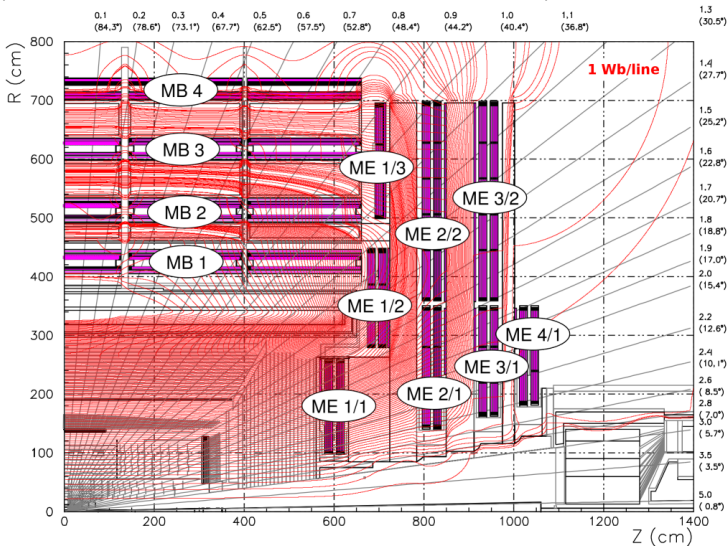 0.1 0.2 0.3 0.4 0.5 0.6 0.7 0.8 0.9 1.0 1.1 1.3
(84.3°) (78.6°) (73.1°) (67.7°) (62.5°) (57.5°) (52.8°) (48.4°) (44.2°) (40.4°) (36.8°) (30.5°)
R (cm)
800
700
600
500
400
300
200
100
0
1 Wb/line
MB 4
MB 3
MB 2
MB 1
ME 1/3
ME 3/2
ME 2/2
ME 1/2
ME 4/1
ME 3/1
ME 2/1
ME 1/1
1.4
(27.7°)
1.5
(25.2°)
1.6
(22.8°)
1.7
(20.7°)
1.8
(18.8°)
1.9
(17.0°)
2.0
(15.4°)
2.2
(12.6°)
2.4
(10.1°)
2.6
( 8.5°)
2.8
( 7.0°)
3.0
( 5.7°)
3.5
( 3.5°)
5.0
( 0.8°)
0 200 400 600 800 1000 1200 1400
Z (cm)